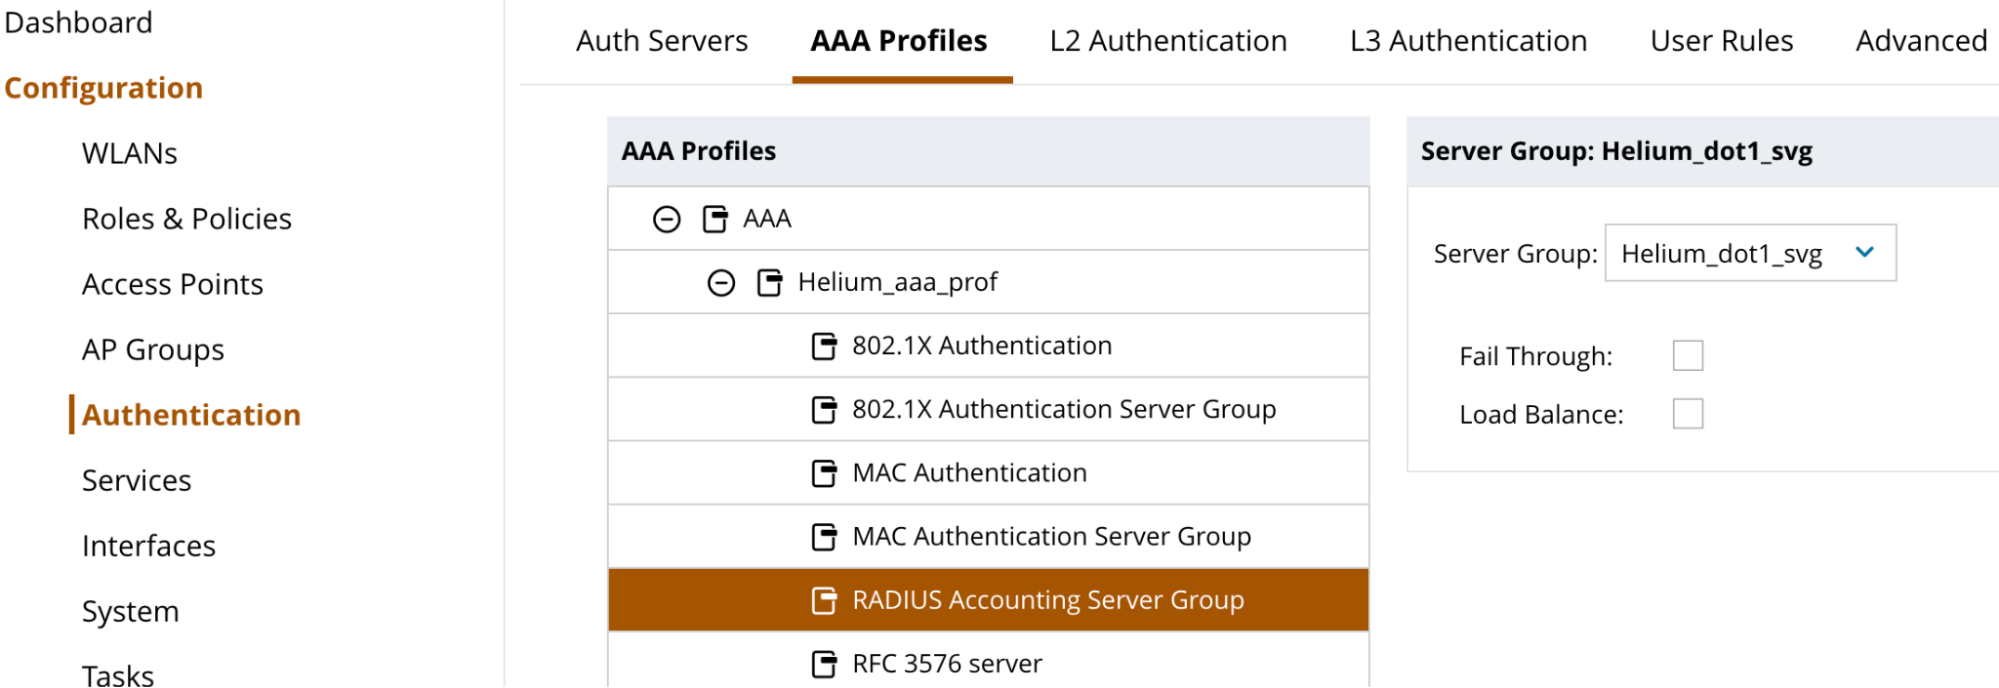 Dashboard
Configuration
WLANs
Roles & Policies
Access Points
AP Groups
Authentication
Services
Interfaces
System
Tasks
Auth Servers
AAA Profiles
L2 Authentication
L3 Authentication
User Rules
Advanced
AAA Profiles
AAA
Helium_aaa_prof
802.1X Authentication
802.1X Authentication Server Group
MAC Authentication
MAC Authentication Server Group
RADIUS Accounting Server Group
RFC 3576 server
Server Group: Helium_dot1_svg
Server Group: Helium_dot1_svg
Fail Through:
Load Balance: